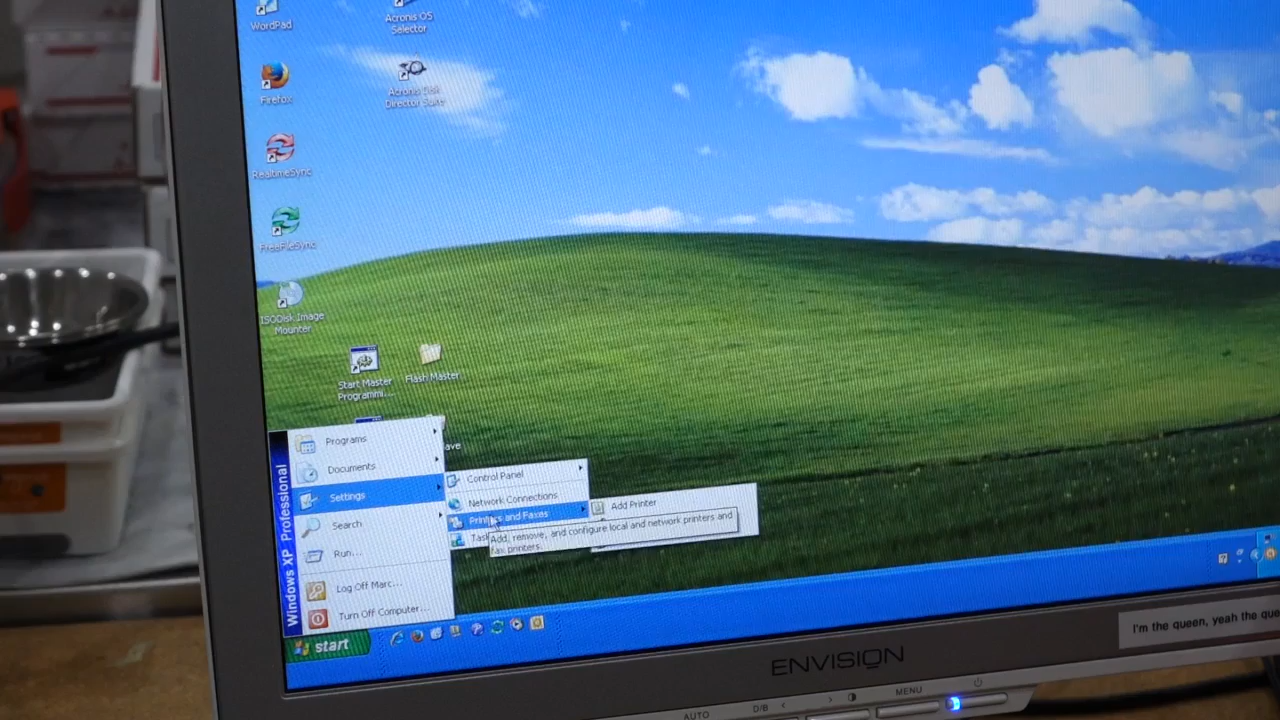 WordPad
Acronis OS
Selector
Firefox
Acronis Disk
Director Suite
RealtimeSync
FreeFileSync
ISODisk Image
Mounter
Start Master
Programmi...
Flash Master
ave
Programs
Documents
Settings
Search
Run...
Log Off Marc...
Turn Off Computer...
Windows XP Professional
Control Panel
Network Connections
Printers and Faxes
Task
Add Printer
Add, remove, and configure local and network printers and
fax printers.
start
ENVISION
I'm the queen, yeah the que
AUTO
D/B
MENU